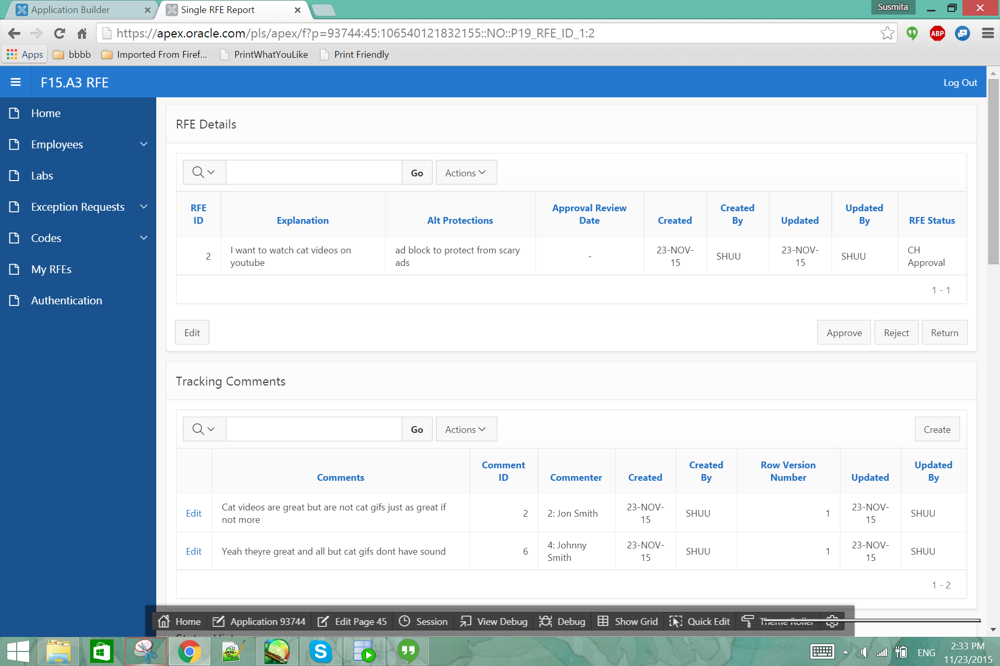 Application Builder
Single RFE Report
Susmita
https://apex.oracle.com/pls/apex/f?p=93744:45:106540121832155::NO::P19_RFE_ID_1:2
ABP
Apps
bbbb
Imported From Firef...
PrintWhatYouLike
Print Friendly
F15.A3 RFE
Log Out
Home
Employees
Labs
Exception Requests
Codes
My RFEs
Authentication
RFE Details
Go
Actions
RFE ID
Explanation
Alt Protections
Approval Review Date
Created
Created By
Updated
Updated By
RFE Status
2
I want to watch cat videos on youtube
ad block to protect from scary ads
-
23-NOV-15
SHUU
23-NOV-15
SHUU
CH Approval
1 - 1
Edit
Approve
Reject
Return
Tracking Comments
Go
Actions
Create
Comments
Comment ID
Commenter
Created
Created By
Row Version Number
Updated
Updated By
Edit
Cat videos are great but are not cat gifs just as great if not more
2
2: Jon Smith
23-NOV-15
SHUU
1
23-NOV-15
SHUU
Edit
Yeah theyre great and all but cat gifs dont have sound
6
4: Johnny Smith
23-NOV-15
SHUU
1
23-NOV-15
SHUU
1 - 2
Home
Application 93744
Edit Page 45
Session
View Debug
Debug
Show Grid
Quick Edit
Theme Roller
ENG
2:33 PM
11/23/2015